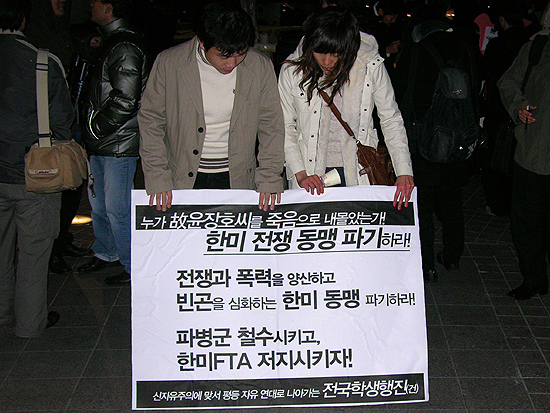 누가 故윤장호씨를 죽음으로 내몰았는가!
한미 전쟁 동맹 파기하라!
전쟁과 폭력을 양산하고
빈곤을 심화하는 한미 동맹 파기하라!
파병군 철수시키고,
한미FTA 저지시키자!
신자유주의에 맞서 평등 자유 연대로 나아가는 전국학생행진(건)